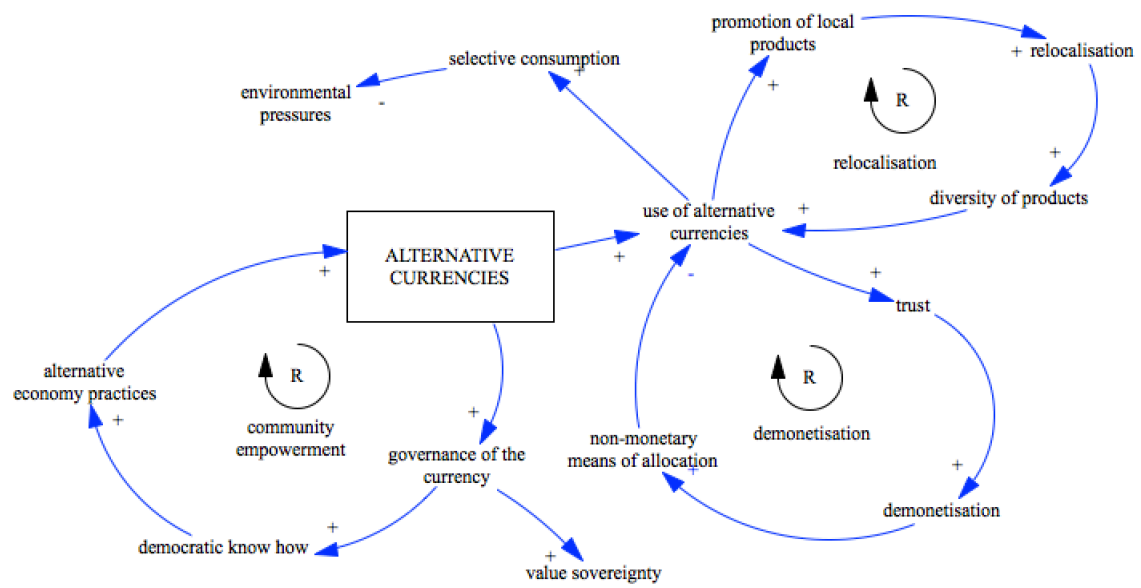 promotion of local
products
+ relocalisation
selective consumption
+
environmental
pressures
-
+
R
relocalisation
+
diversity of products
use of alternative
currencies
+
ALTERNATIVE
CURRENCIES
+
+
+
trust
-
alternative
economy practices
R
community
empowerment
+
+
R
demonetisation
governance of the
currency
non-monetary
means of allocation
+
+
demonetisation
+
democratic know how
+
value sovereignty